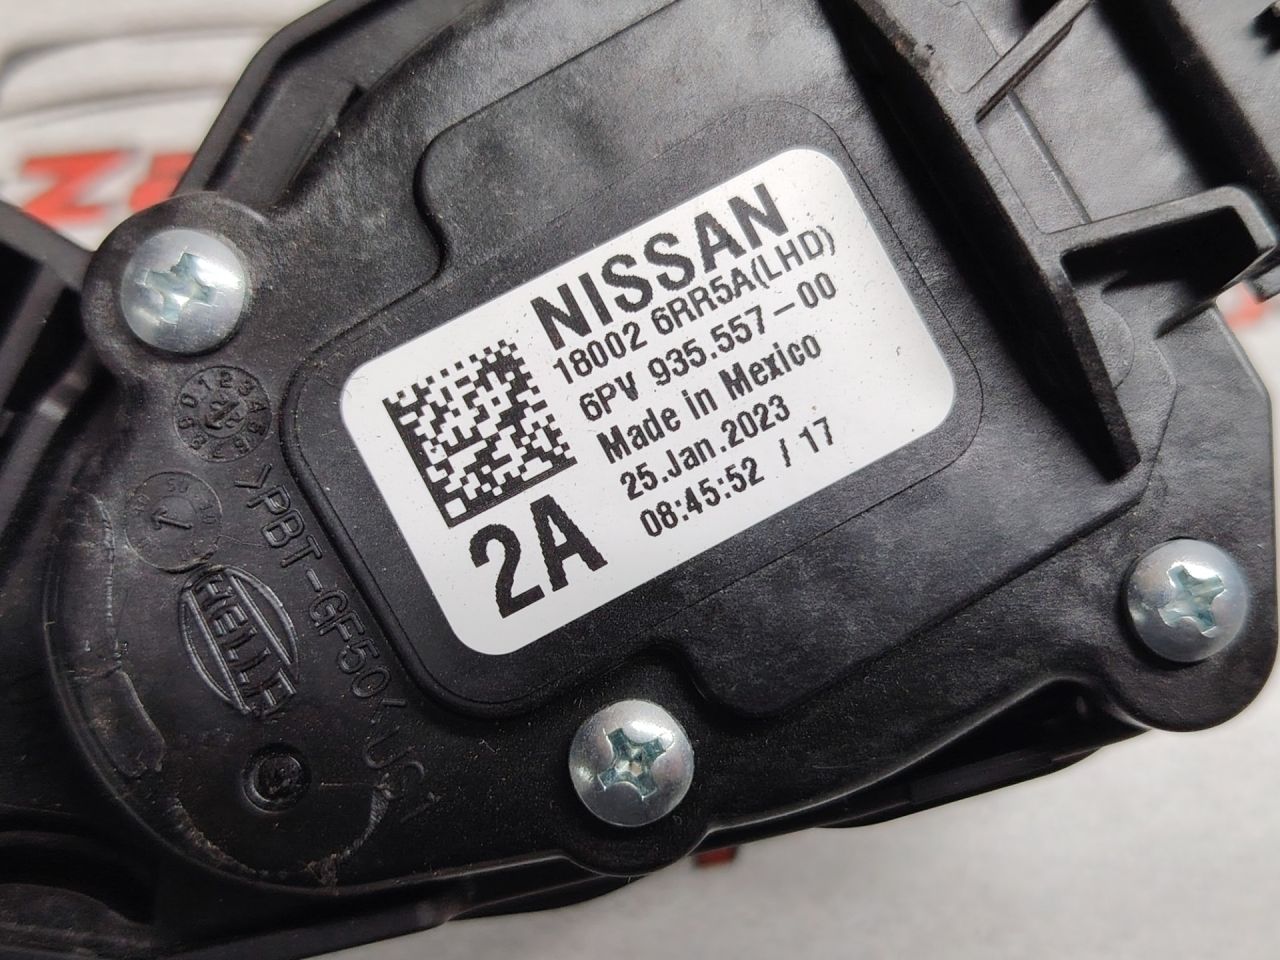 NISSAN
18002 6RR5A(LHD)
6PV 935.557-00
Made in Mexico
25.Jan.2023
08:45:52 / 17
2A
>PBT-GF50<
HELLA